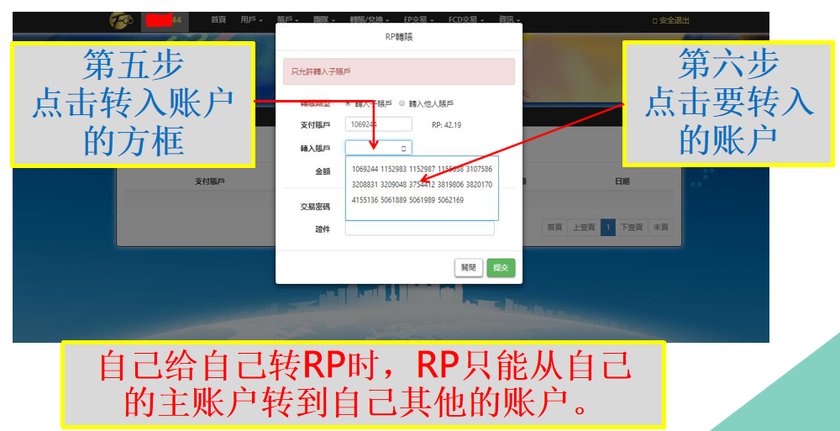 44 首頁 用戶 賬戶 團隊 轉賬/兌換 EP交易 FCD交易 資訊 安全退出
RP轉賬
第五步
点击转入账户
的方框
第六步
点击要转入
的账户
只允許轉入子賬戶
轉賬類型 轉入子賬戶 轉入他人賬戶
支付賬戶 1069244 RP: 42.19
轉入賬戶
金額
1069244 1152983 1152987 3107586
3208831 3209048 3754412 3819806 3820170
4155136 5061889 5061989 5062169
支付賬戶 日期
交易密碼
證件
首頁 上壹頁 1 下壹頁 末頁
關閉 提交
自己给自己转RP时，RP只能从自己
的主账户转到自己其他的账户。